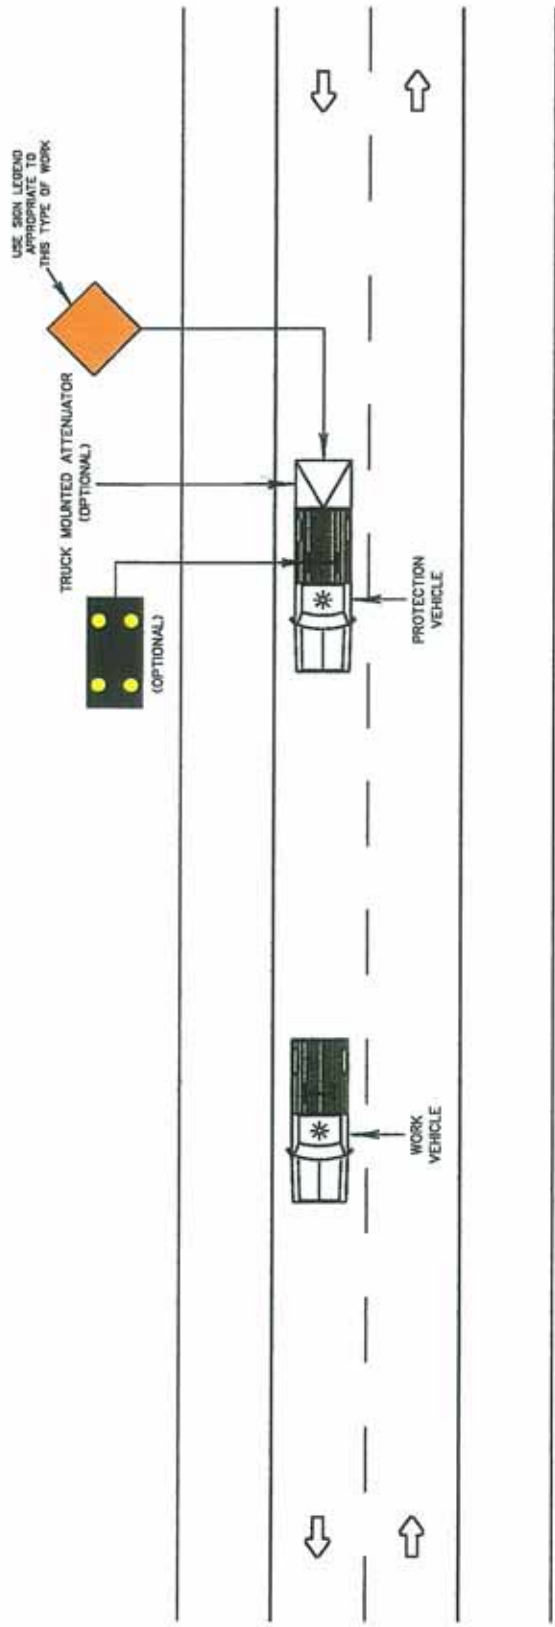 USE SIGN LEGEND
APPROPRIATE TO
THIS TYPE OF WORK
TRUCK MOUNTED ATTENUATOR
(OPTIONAL)
(OPTIONAL)
PROTECTION
VEHICLE
WORK
VEHICLE